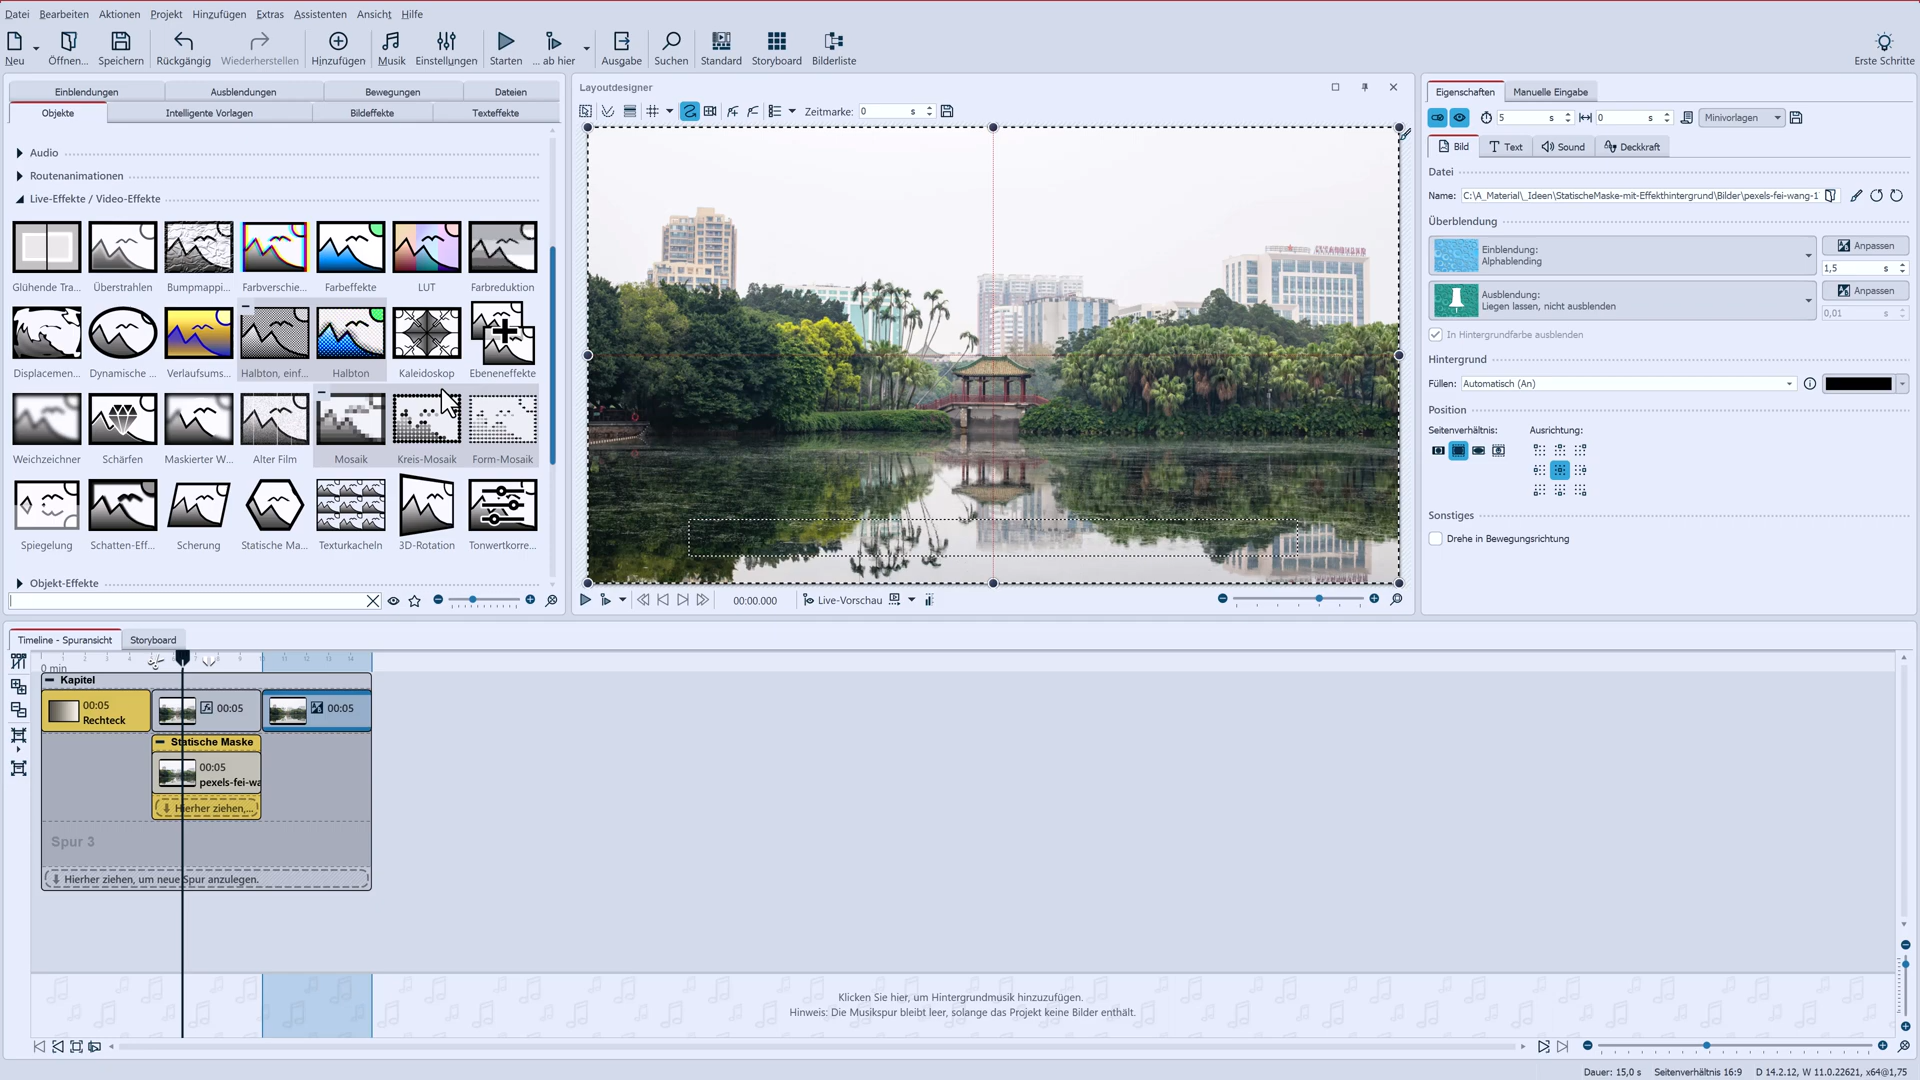 Datei Bearbeiten Aktionen Projekt Hinzufügen Extras Assistenten Ansicht Hilfe
Neu Öffnen... Speichern Rückgängig Wiederherstellen Hinzufügen Musik Einstellungen Starten ... ab hier Ausgabe Suchen Standard Storyboard Bilderliste Erste Schritte
Einblendungen Ausblendungen Bewegungen Dateien
Objekte Intelligente Vorlagen Bildeffekte Texteffekte
Audio
Routenanimationen
Live-Effekte / Video-Effekte
Glühende Tra... Überstrahlen Bumpmappi... Farbverschie... Farbeffekte LUT Farbreduktion
Displacemen... Dynamische ... Verlaufsums... Halbton, einf... Halbton Kaleidoskop Ebeneneffekte
Weichzeichner Schärfen Maskierter W... Alter Film Mosaik Kreis-Mosaik Form-Mosaik
Spiegelung Schatten-Eff... Scherung Statische Ma... Texturkacheln 3D-Rotation Tonwertkorre...
Objekt-Effekte
Layoutdesigner
Zeitmarke: 0 s
00:00.000 Live-Vorschau
Eigenschaften Manuelle Eingabe
5 s 0 s Minivorlagen
Bild Text Sound Deckkraft
Datei
Name: C:\A_Material\_Ideen\StatischeMaske-mit-Effekthintergrund\Bilder\pexels-fei-wang-1
Überblendung
Einblendung:
Alphablending
Anpassen
1,5 s
Ausblendung:
Liegen lassen, nicht ausblenden
Anpassen
0,01 s
In Hintergrundfarbe ausblenden
Hintergrund
Füllen: Automatisch (An)
Position
Seitenverhältnis: Ausrichtung:
Sonstiges
Drehe in Bewegungsrichtung
Timeline - Spuransicht Storyboard
0 min
Kapitel
00:05
Rechteck
00:05
00:05
Statische Maske
00:05
pexels-fei-wa
Hierher ziehen,...
Spur 3
Hierher ziehen, um neue Spur anzulegen.
Klicken Sie hier, um Hintergrundmusik hinzuzufügen.
Hinweis: Die Musikspur bleibt leer, solange das Projekt keine Bilder enthält.
Dauer: 15,0 s Seitenverhältnis 16:9 D 14.2.12, W 11.0.22621, x64@1,75